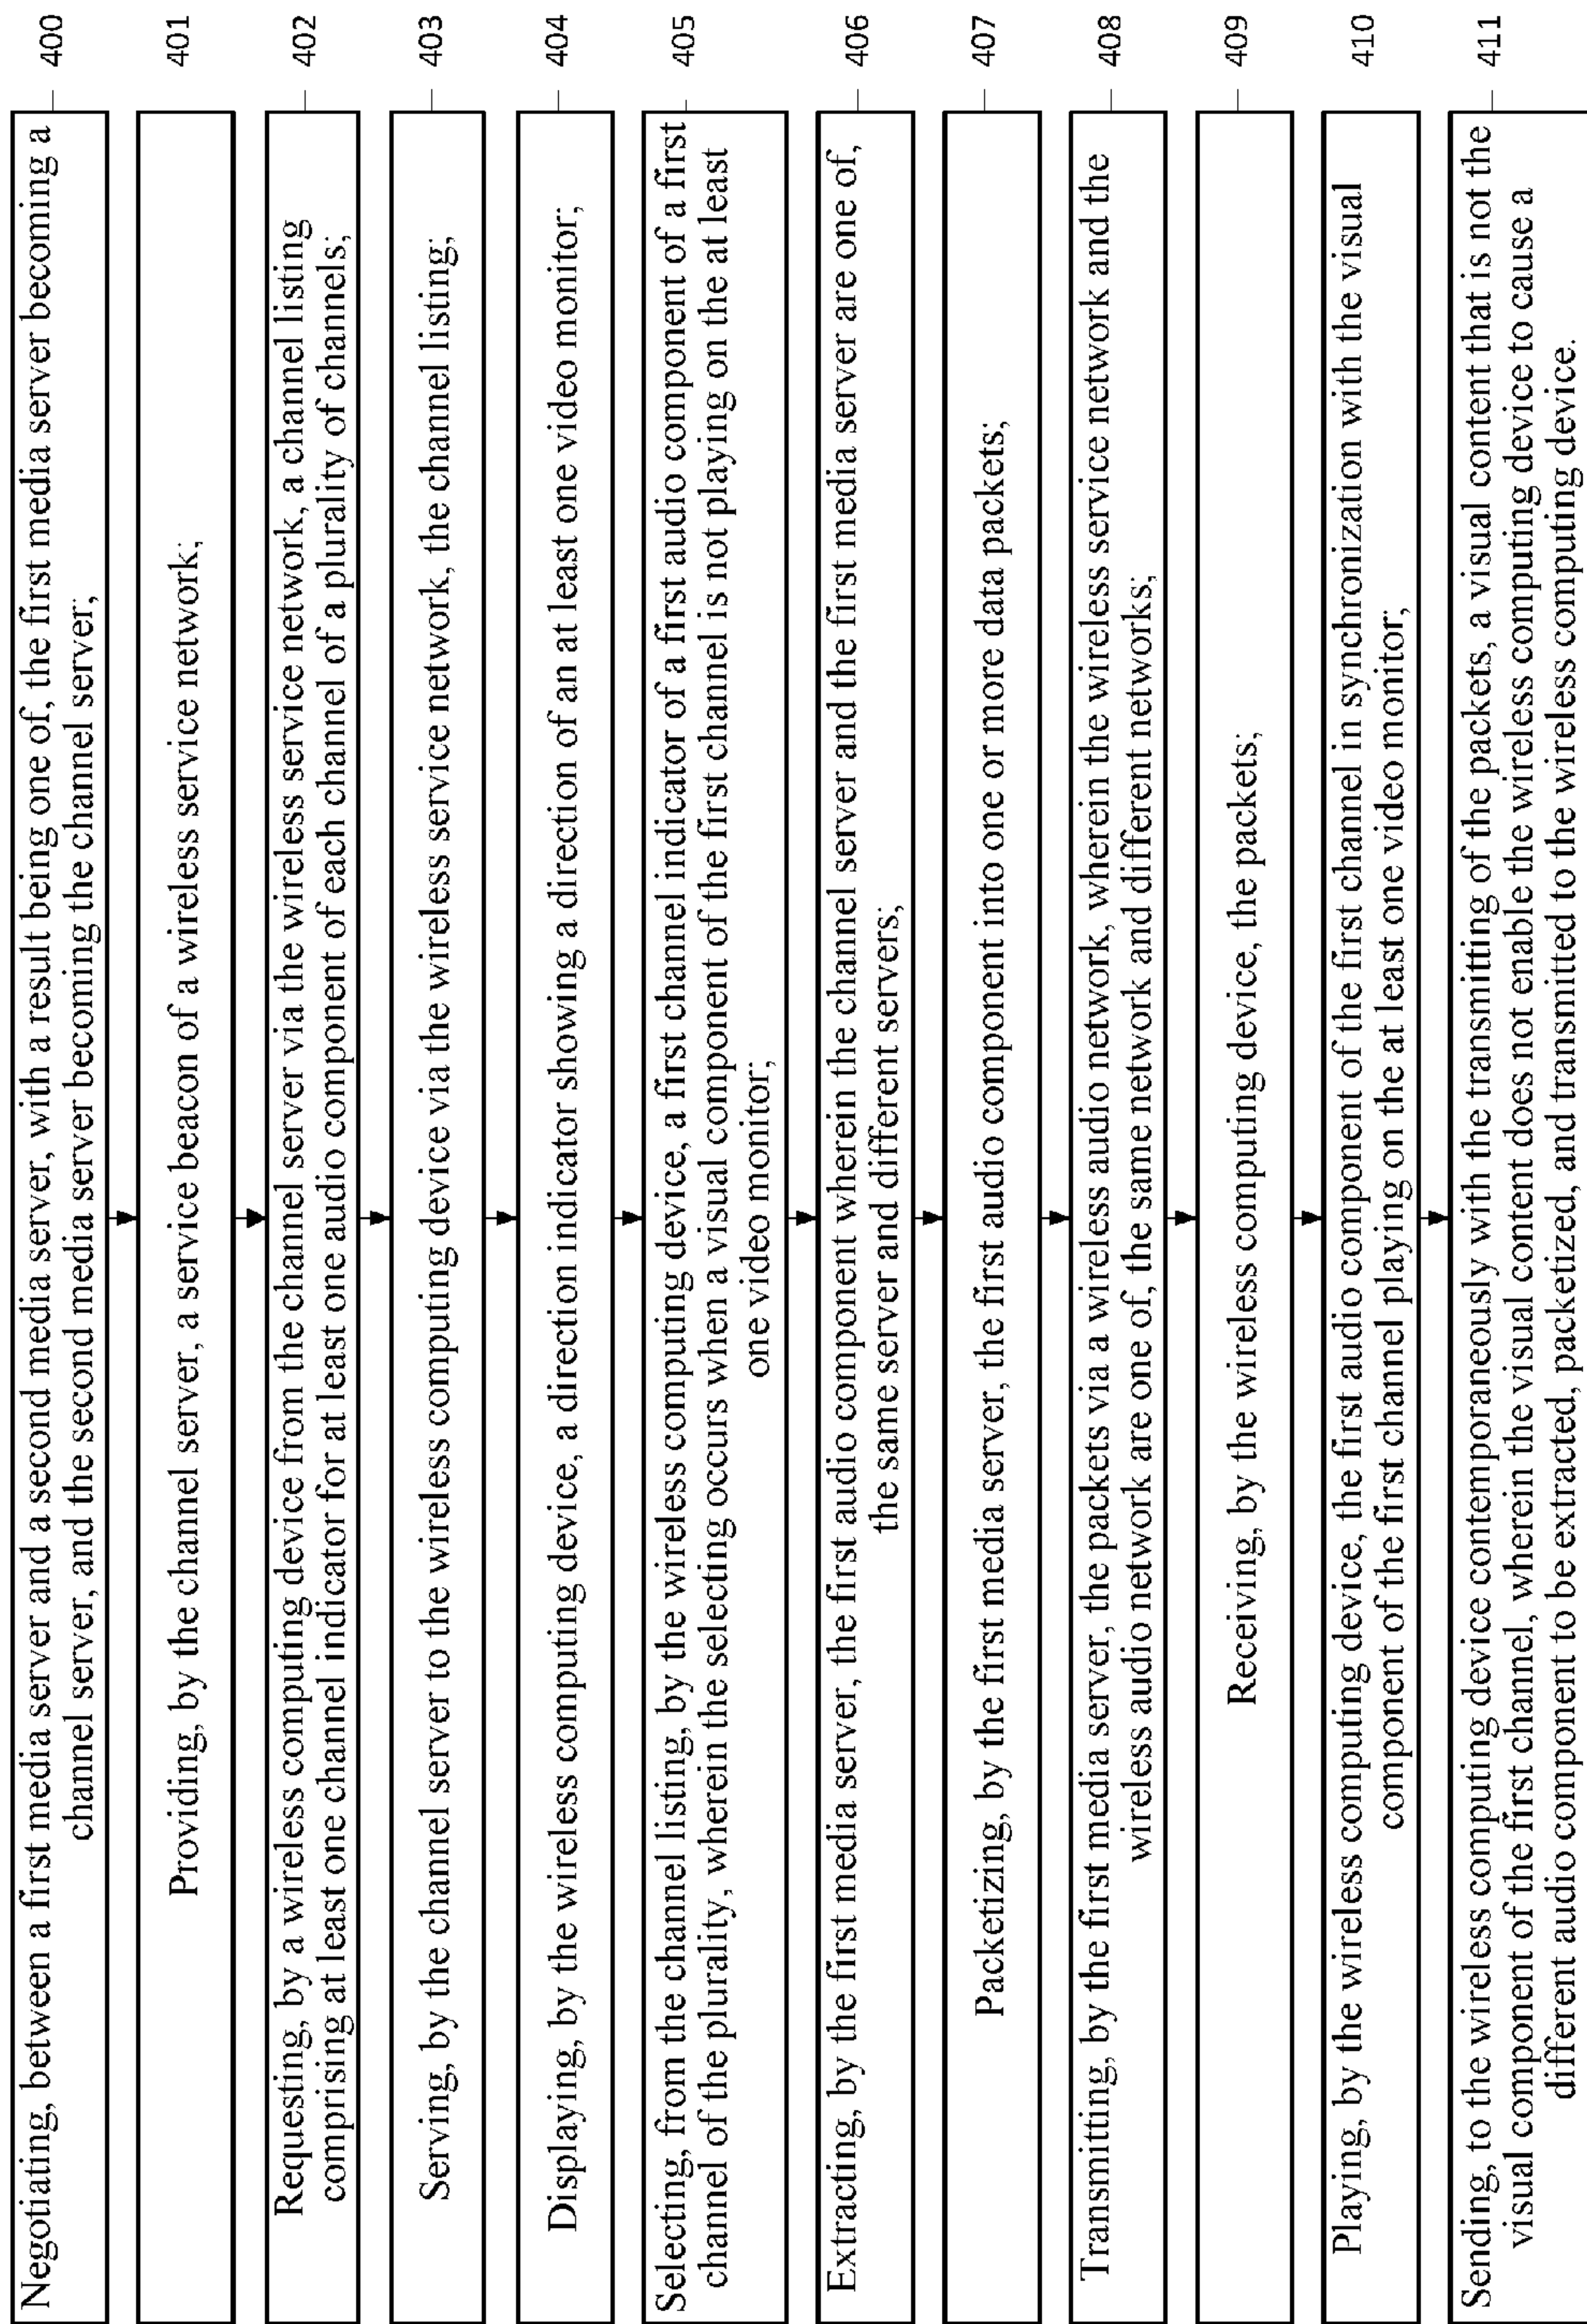 Negotiating, between a first media server and a second media server, with a result being one of, the first media server becoming a
channel server, and the second media server becoming the channel server;
400
Providing, by the channel server, a service beacon of a wireless service network;
401
Requesting, by a wireless computing device from the channel server via the wireless service network, a channel listing
comprising at least one channel indicator for at least one audio component of each channel of a plurality of channels;
402
Serving, by the channel server to the wireless computing device via the wireless service network, the channel listing;
403
Displaying, by the wireless computing device, a direction indicator showing a direction of an at least one video monitor;
404
Selecting, from the channel listing, by the wireless computing device, a first channel indicator of a first audio component of a first
channel of the plurality, wherein the selecting occurs when a visual component of the first channel is not playing on the at least
one video monitor;
405
Extracting, by the first media server, the first audio component wherein the channel server and the first media server are one of,
the same server and different servers;
406
Packetizing, by the first media server, the first audio component into one or more data packets;
407
Transmitting, by the first media server, the packets via a wireless audio network, wherein the wireless service network and the
wireless audio network are one of, the same network and different networks;
408
Receiving, by the wireless computing device, the packets;
409
Playing, by the wireless computing device, the first audio component of the first channel in synchronization with the visual
component of the first channel playing on the at least one video monitor;
410
Sending, to the wireless computing device contemporaneously with the transmitting of the packets, a visual content that is not the
visual component of the first channel, wherein the visual content does not enable the wireless computing device to cause a
different audio component to be extracted, packetized, and transmitted to the wireless computing device.
411